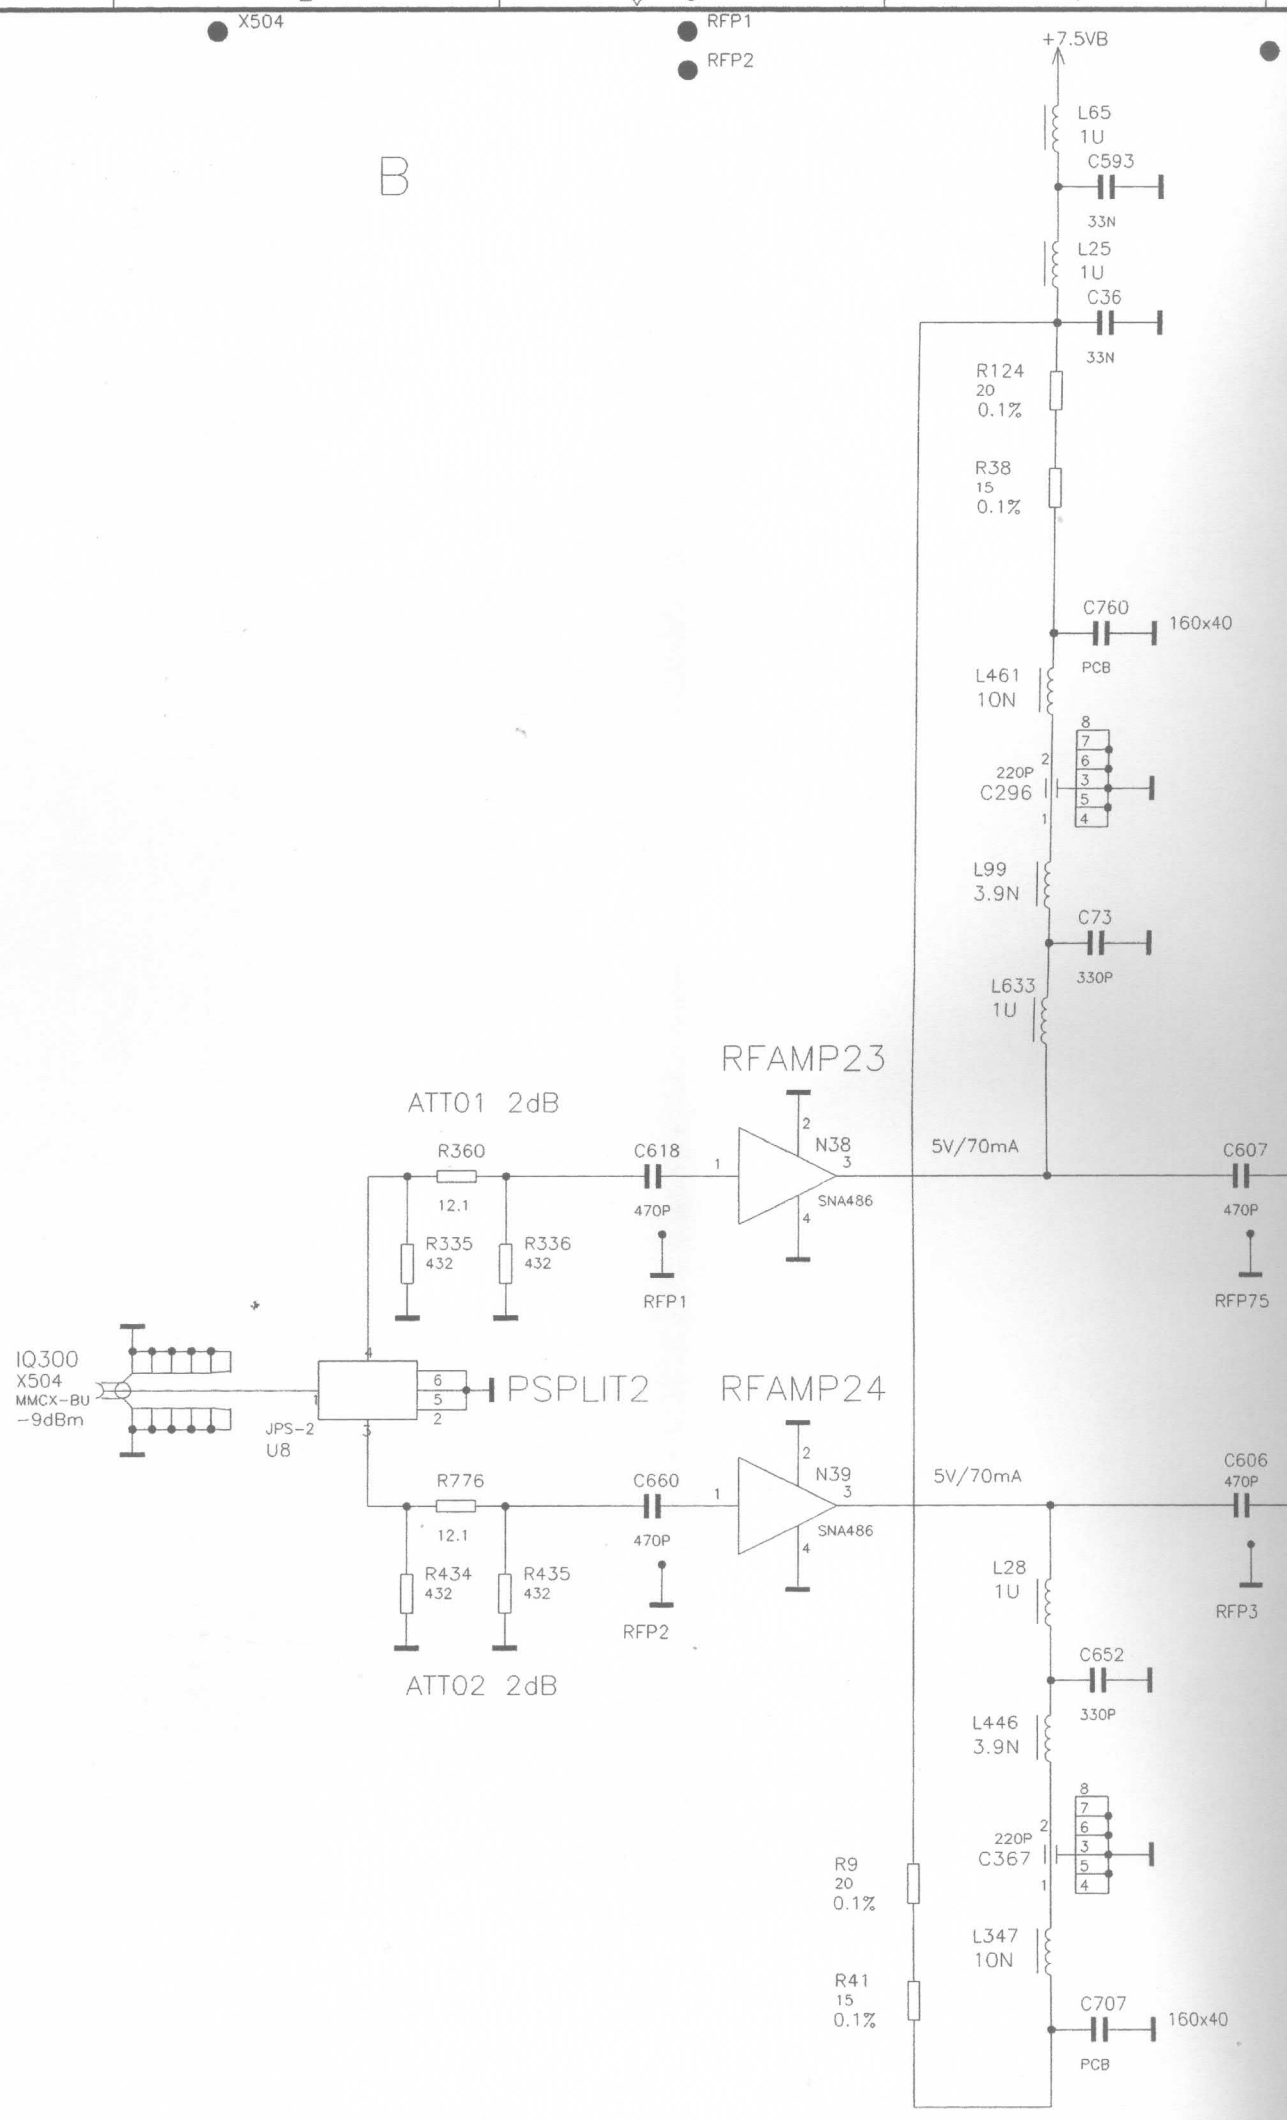 X504
RFP1
RFP2
+7.5VB
B
L65
1U
C593
33N
L25
1U
C36
33N
R124
20
0.1%
R38
15
0.1%
C760
160x40
PCB
L461
10N
8
7
2
6
220P
3
C296
5
1
4
L99
3.9N
C73
330P
L633
1U
RFAMP23
ATT01 2dB
2
N38
5V/70mA
R360
C618
1
3
C607
12.1
470P
4
SNA486
470P
R335
432
R336
432
RFP1
RFP75
IQ300
X504
MMCX-BU
-9dBm
4
1
6
5
2
PSPLIT2
RFAMP24
JPS-2
3
U8
2
N39
5V/70mA
C606
470P
R776
C660
1
3
12.1
470P
4
SNA486
R434
432
R435
432
L28
1U
RFP2
RFP3
ATT02 2dB
C652
330P
L446
3.9N
8
7
2
6
220P
3
C367
5
1
4
R9
20
0.1%
L347
10N
R41
15
0.1%
C707
160x40
PCB